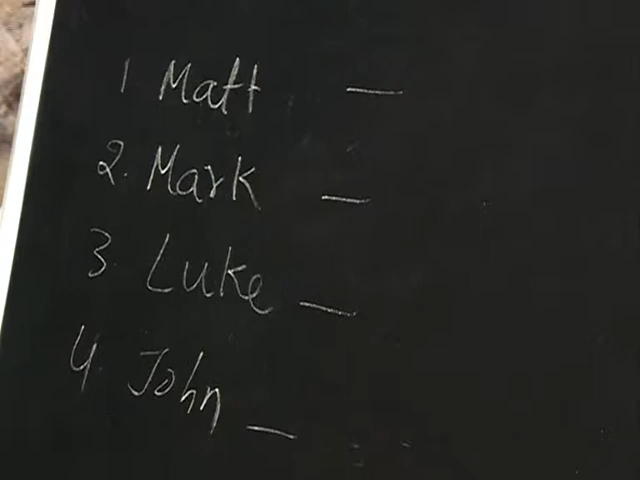 1 Matt —
2. Mark —
3. Luke —
4. John —